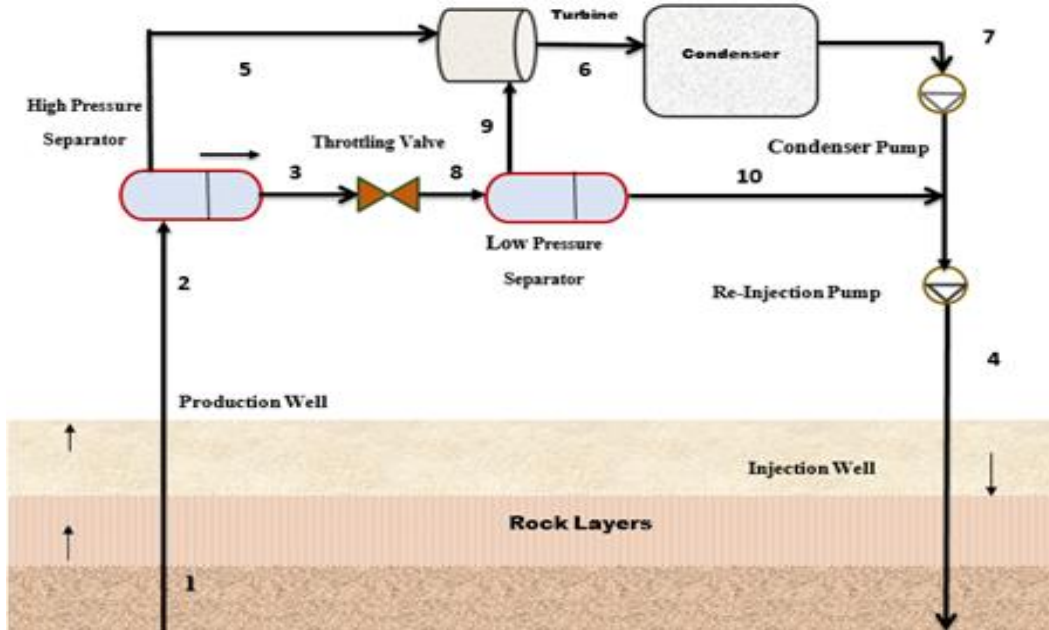 Turbine
7
Condenser
5
6
High Pressure
Separator
9
Throttling Valve
Condenser Pump
3
8
10
Low Pressure
Separator
2
Re-Injection Pump
4
Production Well
Injection Well
Rock Layers
1